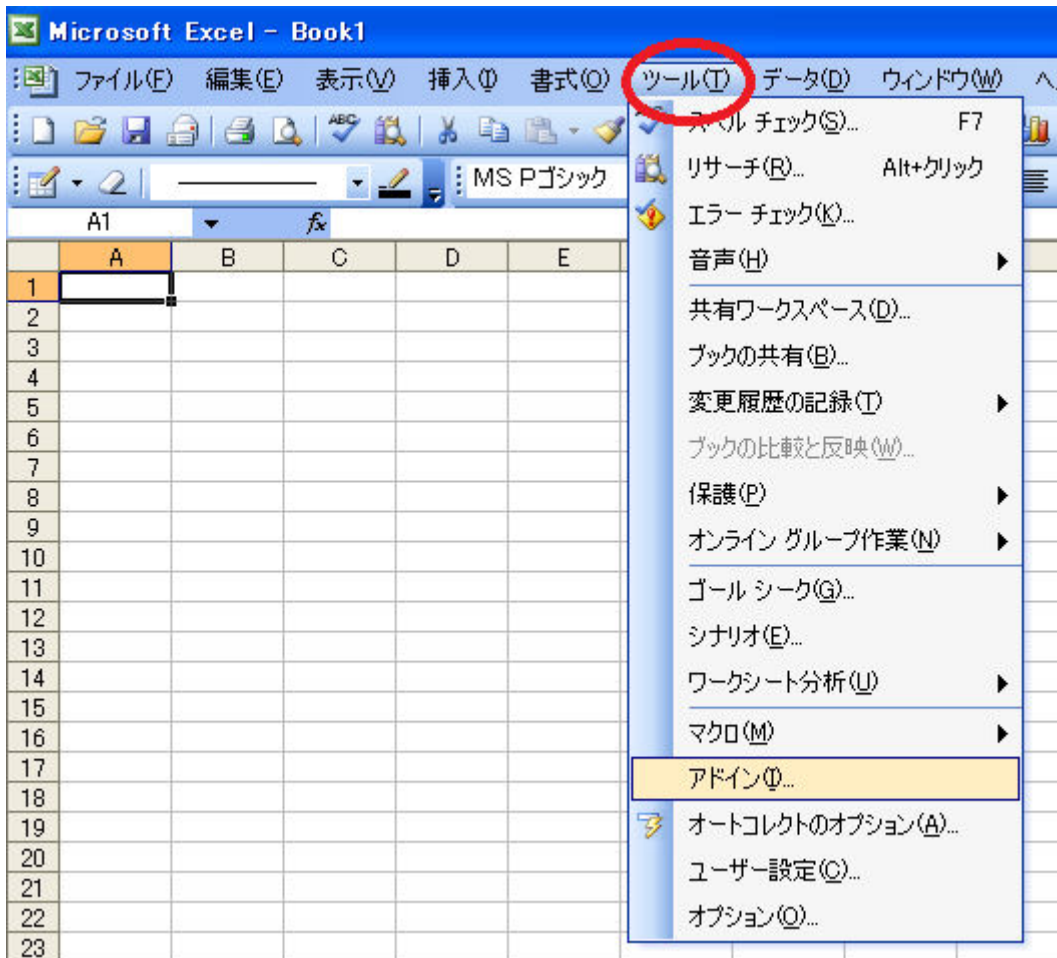 Microsoft Excel - Book1
ファイル(F) 編集(E) 表示(V) 挿入(I) 書式(O) ツール(T) データ(D) ウィンドウ(W) ヘ
ABC
MS Pゴシック
A1 fx
A B C D E
1
2
3
4
5
6
7
8
9
10
11
12
13
14
15
16
17
18
19
20
21
22
23
スペル チェック(S)... F7
リサーチ(R)... Alt+クリック
エラー チェック(K)...
音声(H)
共有ワークスペース(D)...
ブックの共有(B)...
変更履歴の記録(T)
ブックの比較と反映(W)...
保護(P)
オンライン グループ作業(N)
ゴール シーク(G)...
シナリオ(E)...
ワークシート分析(U)
マクロ(M)
アドイン(I)...
オートコレクトのオプション(A)...
ユーザー設定(C)...
オプション(O)...